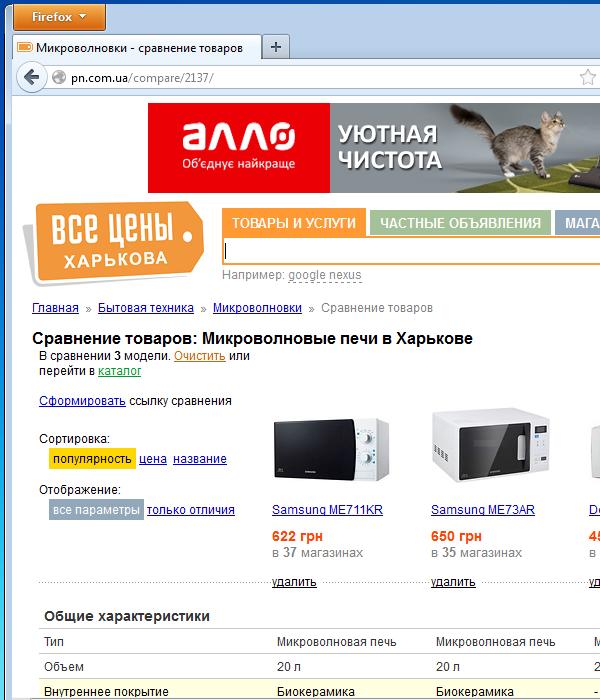 Firefox
Микроволновки - сравнение товаров
pn.com.ua/compare/2137/
алло
Об'єднує найкраще
УЮТНАЯ
ЧИСТОТА
ВСЕ ЦЕНЫ
ХАРЬКОВА
ТОВАРЫ И УСЛУГИ ЧАСТНЫЕ ОБЪЯВЛЕНИЯ МАГА
Например: google nexus
Главная » Бытовая техника » Микроволновки » Сравнение товаров
Сравнение товаров: Микроволновые печи в Харькове
В сравнении 3 модели. Очистить или
перейти в каталог
Сформировать ссылку сравнения
Сортировка:
популярность цена название
Отображение:
все параметры только отличия
Samsung ME711KR Samsung ME73AR
622 грн 650 грн 45
в 37 магазинах в 35 магазинах в
удалить удалить
Общие характеристики
Тип Микроволновая печь Микроволновая печь
Объем 20 л 20 л 2
Внутреннее покрытие Биокерамика Биокерамика -